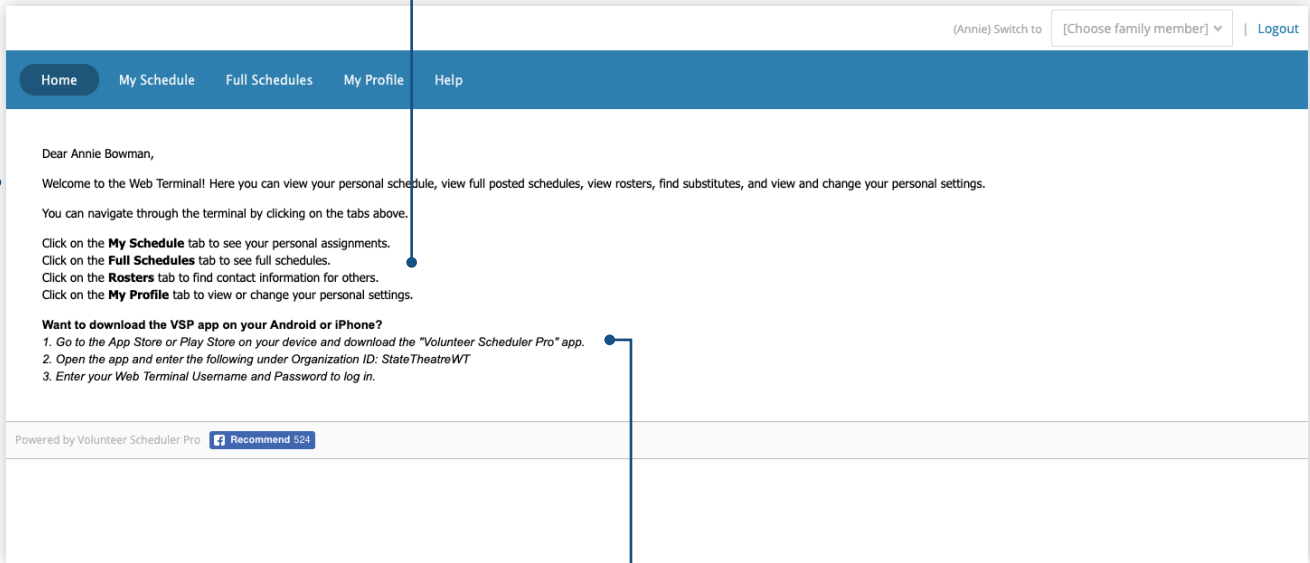 (Annie) Switch to [Choose family member] | Logout
Home My Schedule Full Schedules My Profile Help
Dear Annie Bowman,
Welcome to the Web Terminal! Here you can view your personal schedule, view full posted schedules, view rosters, find substitutes, and view and change your personal settings.
You can navigate through the terminal by clicking on the tabs above.
Click on the My Schedule tab to see your personal assignments.
Click on the Full Schedules tab to see full schedules.
Click on the Rosters tab to find contact information for others.
Click on the My Profile tab to view or change your personal settings.
Want to download the VSP app on your Android or iPhone?
1. Go to the App Store or Play Store on your device and download the "Volunteer Scheduler Pro" app.
2. Open the app and enter the following under Organization ID: StateTheatreWT
3. Enter your Web Terminal Username and Password to log in.
Powered by Volunteer Scheduler Pro Recommend 524